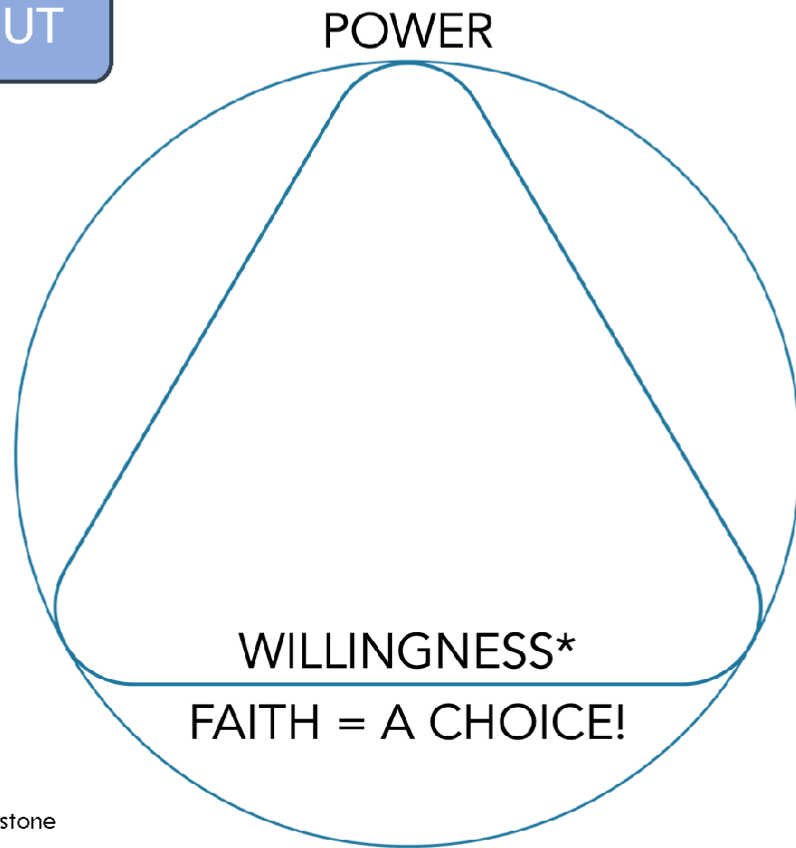 UT
POWER
WILLINGNESS*
FAITH = A CHOICE!
stone